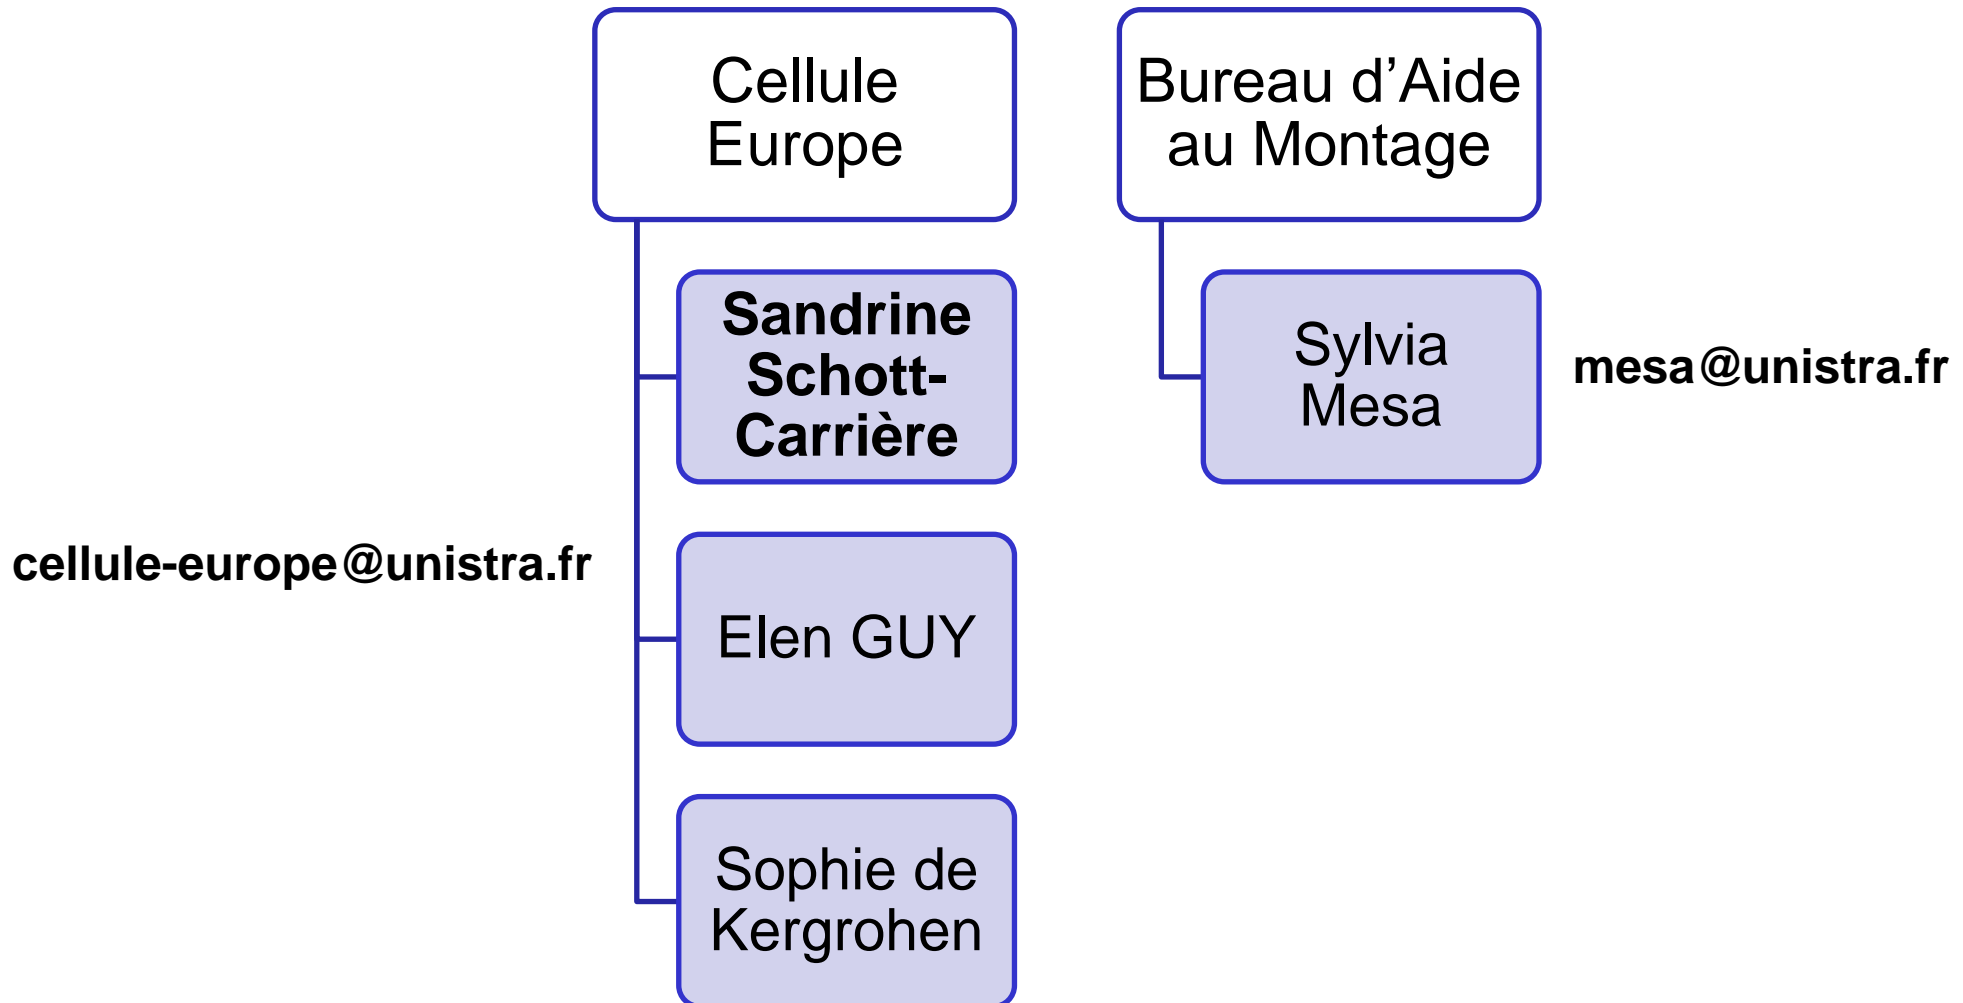 Cellule
Europe
Bureau d’Aide
au Montage
Sandrine
Schott-
Carrière
Sylvia
Mesa
mesa@unistra.fr
cellule-europe@unistra.fr
Elen GUY
Sophie de
Kergrohen